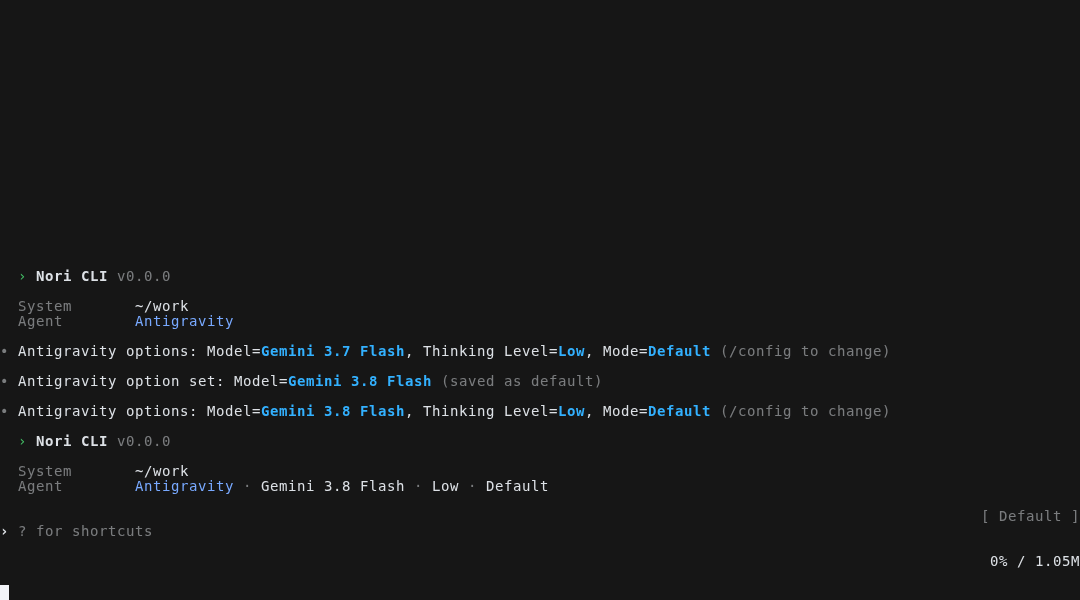 › Nori CLI v0.0.0
System ~/work
Agent Antigravity
• Antigravity options: Model=Gemini 3.7 Flash, Thinking Level=Low, Mode=Default (/config to change)
• Antigravity option set: Model=Gemini 3.8 Flash (saved as default)
• Antigravity options: Model=Gemini 3.8 Flash, Thinking Level=Low, Mode=Default (/config to change)
› Nori CLI v0.0.0
System ~/work
Agent Antigravity · Gemini 3.8 Flash · Low · Default
[ Default ]
› ? for shortcuts
0% / 1.05M